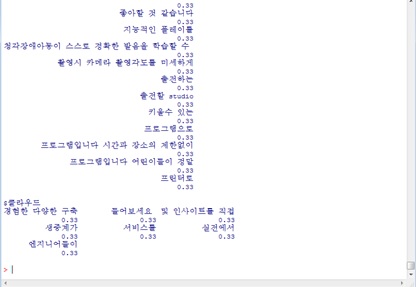 0.33
좋아할 것 같습니다
0.33
지능적인 플레이를
0.33
청각장애아동이 스스로 정확한 발음을 학습할 수
0.33
촬영시 카메라 촬영각도를 미세하게
0.33
출전하는
0.33
출전할 studio
0.33
키울수 있는
0.33
프로그램으로
0.33
프로그램입니다 시간과 장소의 제한없이
0.33
프로그램입니다 어린이들이 정말
0.33
프린터로
0.33
$클라우드
경험한 다양한 구축 들어보세요 및 인사이트를 직접
0.33 0.33 0.33
생중계가 서비스를 실전에서
0.33 0.33 0.33
엔지니어들이
0.33
>